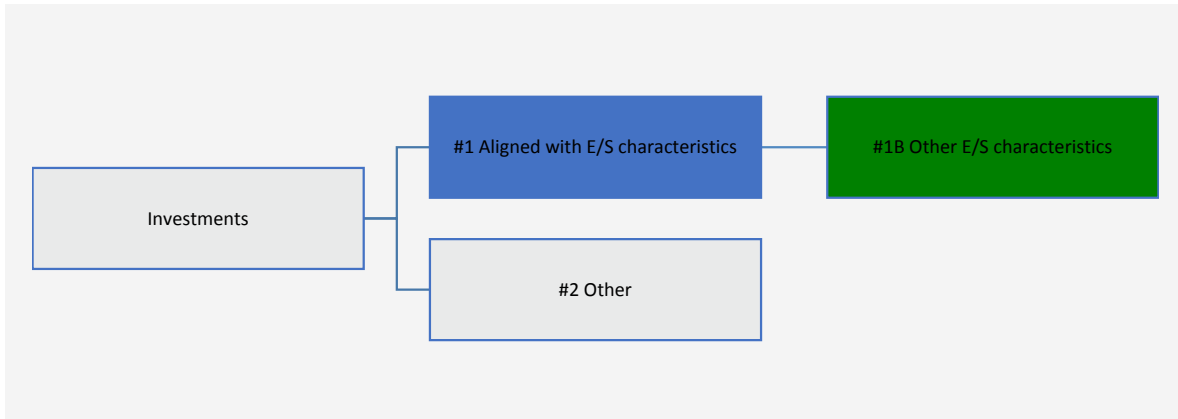 #1 Aligned with E/S characteristics
#1B Other E/S characteristics
Investments
#2 Other